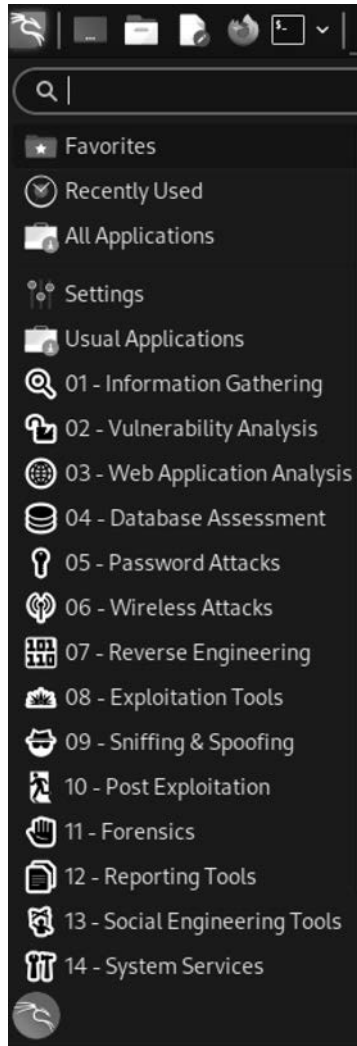 Favorites
Recently Used
All Applications
Settings
Usual Applications
01 - Information Gathering
02 - Vulnerability Analysis
03 - Web Application Analysis
04 - Database Assessment
05 - Password Attacks
06 - Wireless Attacks
07 - Reverse Engineering
08 - Exploitation Tools
09 - Sniffing & Spoofing
10 - Post Exploitation
11 - Forensics
12 - Reporting Tools
13 - Social Engineering Tools
14 - System Services